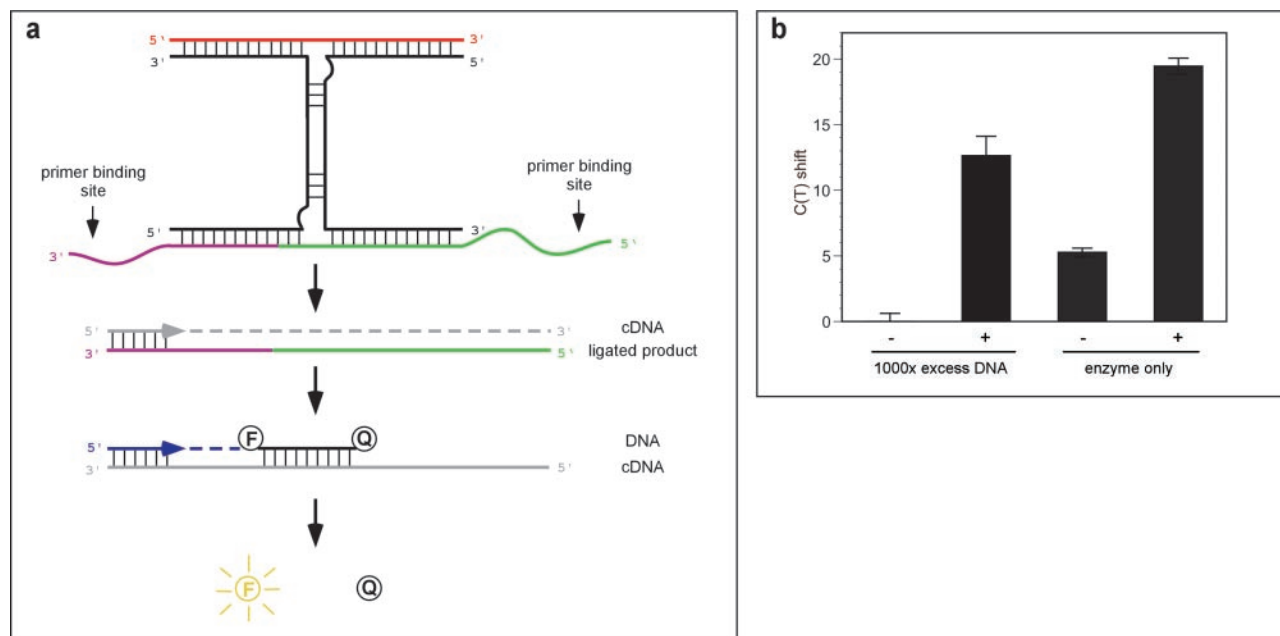 a
5' 3'
3' 5'
primer binding
site
primer binding
site
5' 3'
3' 5'
5' 3' cDNA
3' 5' ligated product
5' F Q DNA
3' 5' cDNA
F Q
b
C(T) shift
20
15
10
5
0
- + - +
1000x excess DNA enzyme only